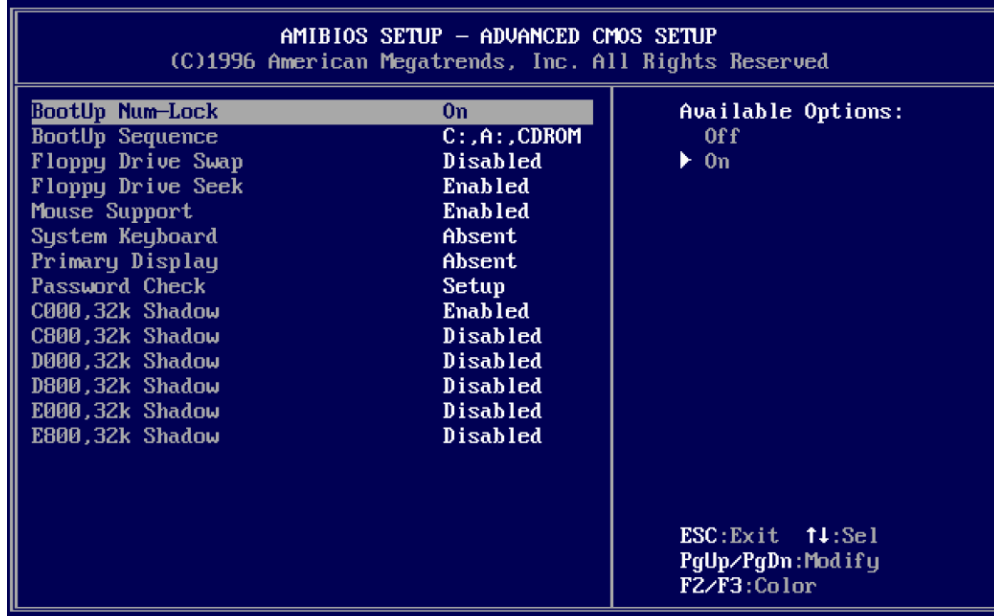 AMIBIOS SETUP – ADVANCED CMOS SETUP
(C)1996 American Megatrends, Inc. All Rights Reserved
BootUp Num-Lock On
BootUp Sequence C:,A:,CDROM
Floppy Drive Swap Disabled
Floppy Drive Seek Enabled
Mouse Support Enabled
System Keyboard Absent
Primary Display Absent
Password Check Setup
C000,32k Shadow Enabled
C800,32k Shadow Disabled
D000,32k Shadow Disabled
D800,32k Shadow Disabled
E000,32k Shadow Disabled
E800,32k Shadow Disabled
Available Options:
Off
▶ On
ESC:Exit ↑↓:Sel
PgUp/PgDn:Modify
F2/F3:Color